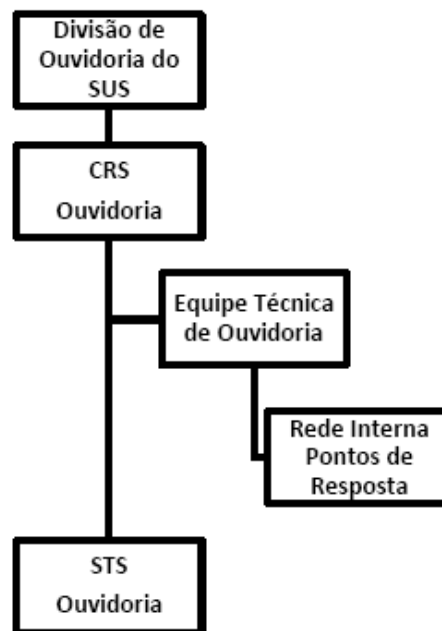 Divisão de
Ouvidoria do
SUS
CRS
Ouvidoria
Equipe Técnica
de Ouvidoria
Rede Interna
Pontos de
Resposta
STS
Ouvidoria